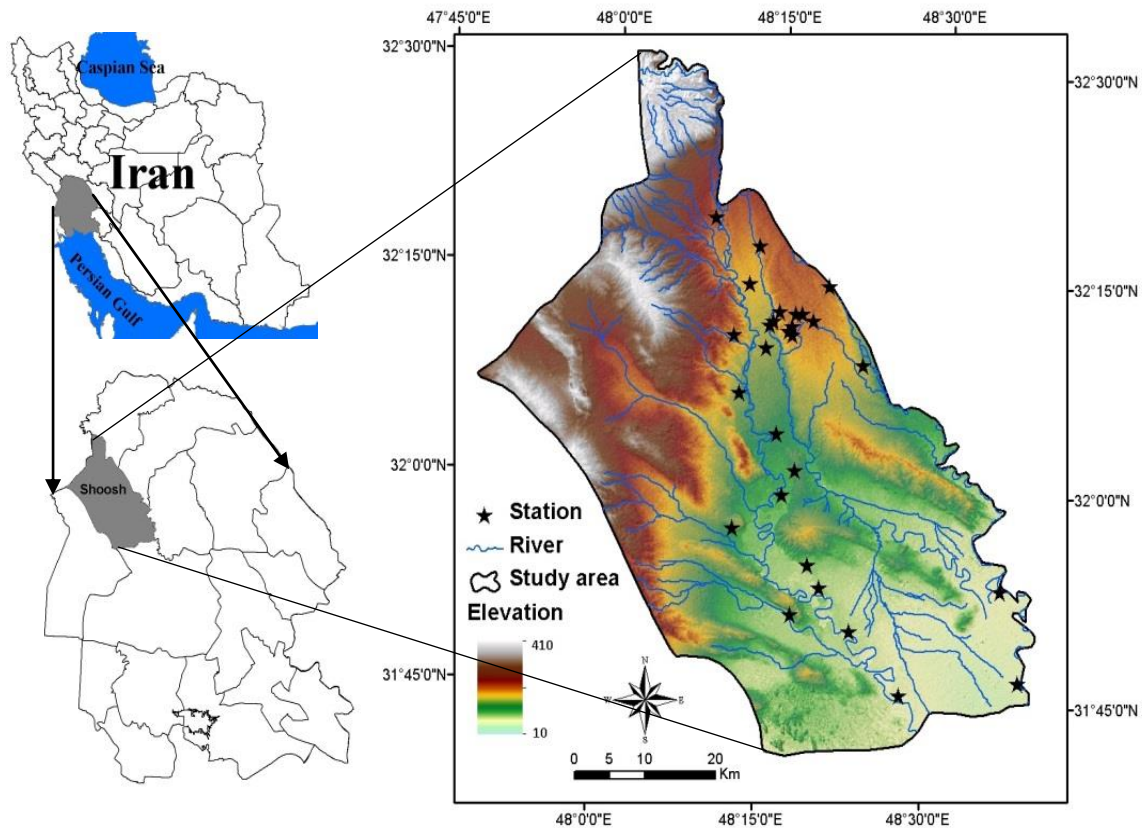 Caspian Sea
Iran
Persian Gulf
Shoosh
47°45'0"E
48°0'0"E
48°15'0"E
48°30'0"E
32°30'0"N
32°30'0"N
32°15'0"N
32°15'0"N
32°0'0"N
32°0'0"N
31°45'0"N
31°45'0"N
Station
River
Study area
Elevation
410
10
N
W
E
S
0 5 10 20
Km
48°0'0"E
48°15'0"E
48°30'0"E